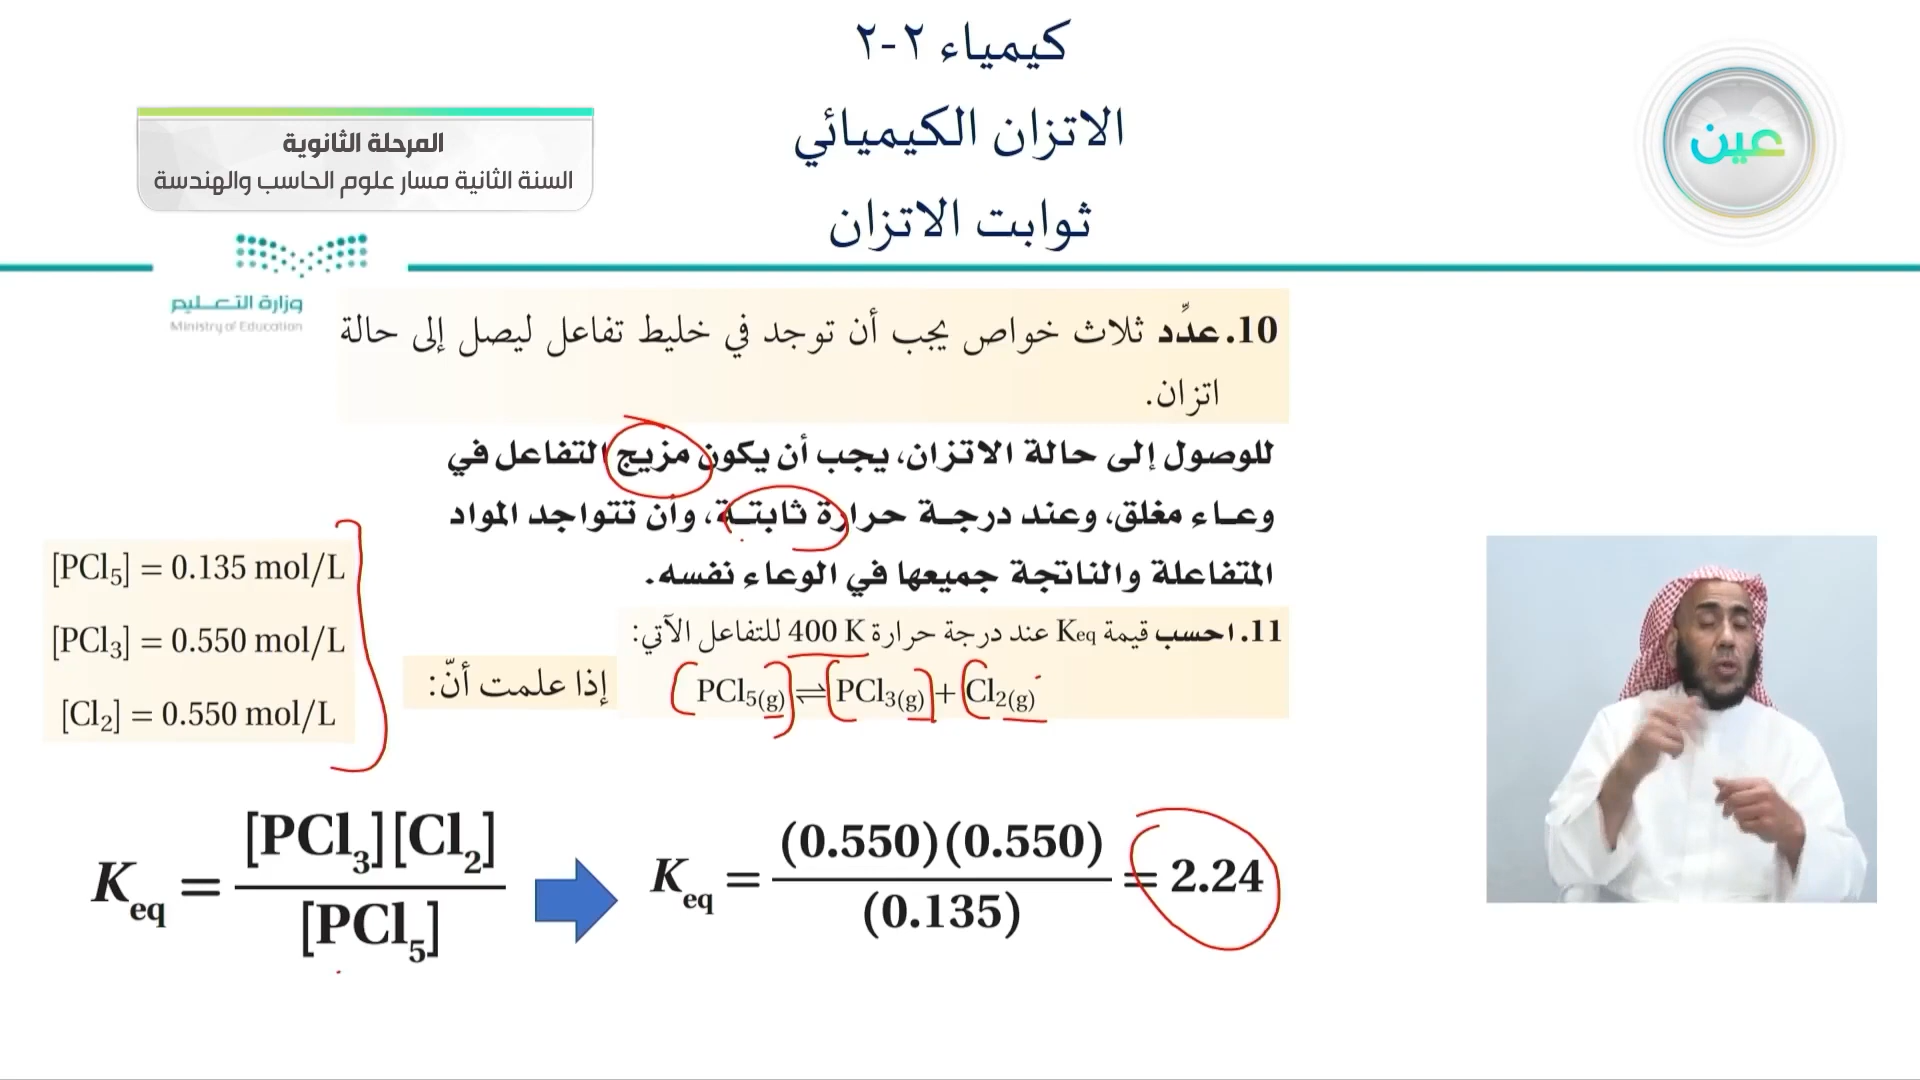 كيمياء ٢-٢
الاتزان الكيميائي
ثوابت الاتزان
عين
المرحلة الثانوية
السنة الثانية مسار علوم الحاسب والهندسة
وزارة التعـــليم
Ministry of Education
10. عدِّد ثلاث خواص يجب أن توجد في خليط تفاعل ليصل إلى حالة
اتزان.
للوصول إلى حالة الاتزان، يجب أن يكون مزيج التفاعل في
وعـاء مغلق، وعند درجـة حرارة ثابتـة، وأن تتواجد المواد
المتفاعلة والناتجة جميعها في الوعاء نفسه.
11. احسب قيمة Keq عند درجة حرارة 400 K للتفاعل الآتي:
PCl₅(g) ⇌ PCl₃(g) + Cl₂(g)
إذا علمت أنّ:
[PCl₅] = 0.135 mol/L
[PCl₃] = 0.550 mol/L
[Cl₂] = 0.550 mol/L
Keq = [PCl₃][Cl₂] / [PCl₅]
Keq = (0.550)(0.550) / (0.135) = 2.24